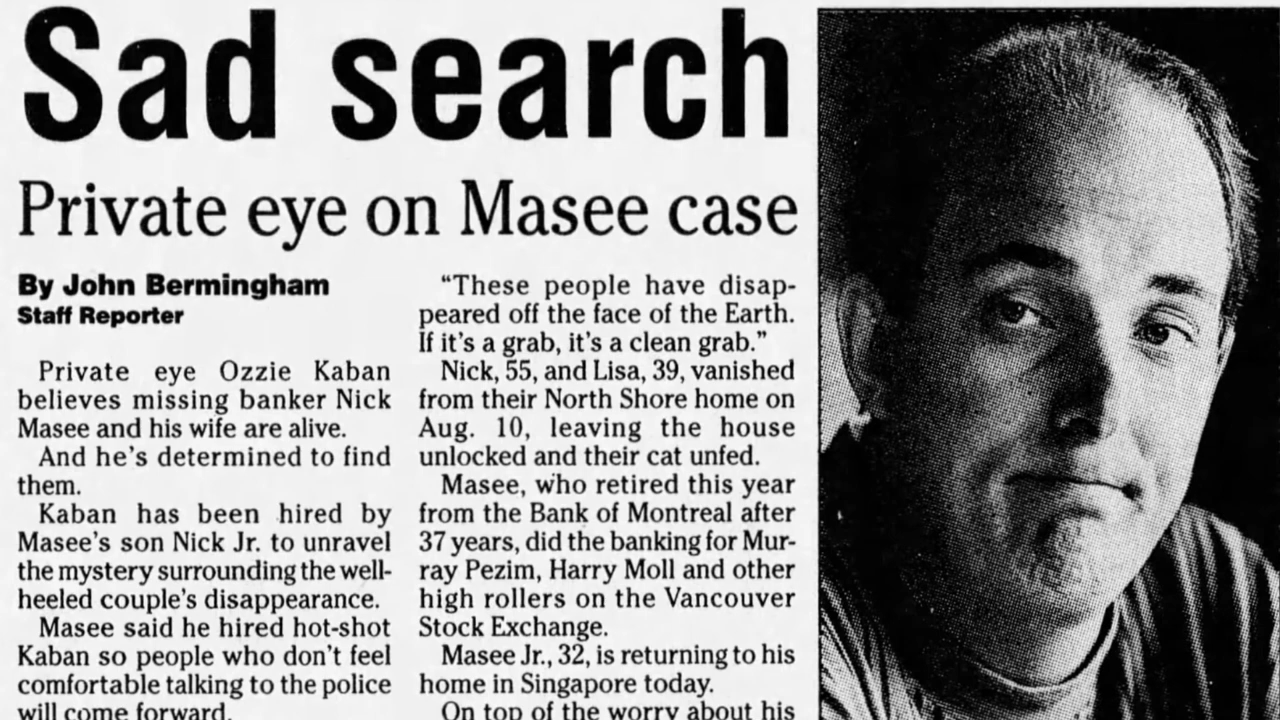 Sad search
Private eye on Masee case
By John Bermingham
Staff Reporter
Private eye Ozzie Kaban
believes missing banker Nick
Masee and his wife are alive.
And he's determined to find
them.
Kaban has been hired by
Masee's son Nick Jr. to unravel
the mystery surrounding the well-
heeled couple's disappearance.
Masee said he hired hot-shot
Kaban so people who don't feel
comfortable talking to the police
will come forward.
“These people have disap-
peared off the face of the Earth.
If it's a grab, it's a clean grab.”
Nick, 55, and Lisa, 39, vanished
from their North Shore home on
Aug. 10, leaving the house
unlocked and their cat unfed.
Masee, who retired this year
from the Bank of Montreal after
37 years, did the banking for Mur-
ray Pezim, Harry Moll and other
high rollers on the Vancouver
Stock Exchange.
Masee Jr., 32, is returning to his
home in Singapore today.
On top of the worry about his